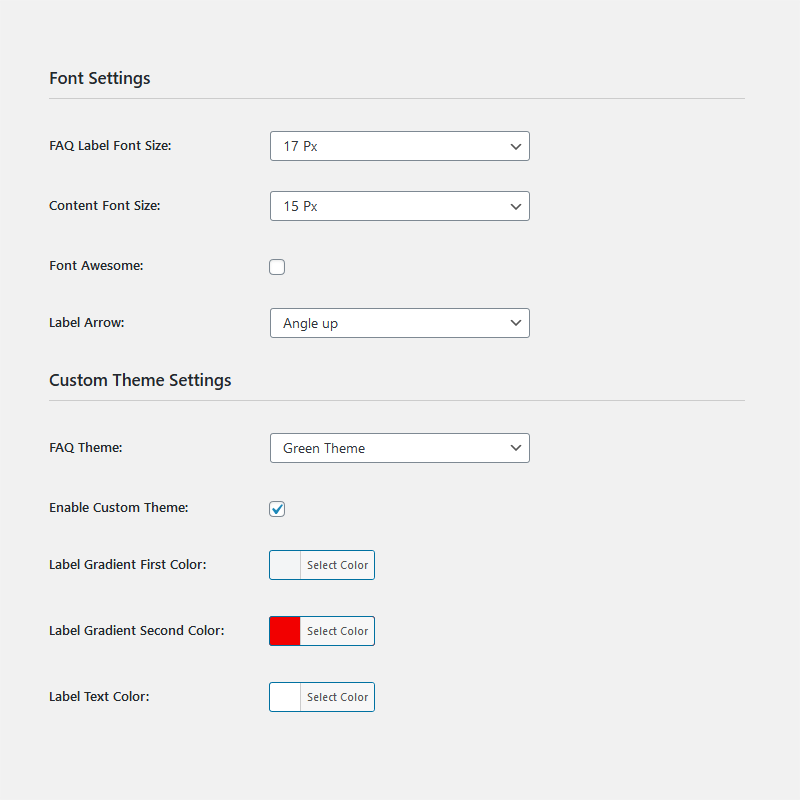 Font Settings
FAQ Label Font Size: 17 Px
Content Font Size: 15 Px
Font Awesome:
Label Arrow: Angle up
Custom Theme Settings
FAQ Theme: Green Theme
Enable Custom Theme:
Label Gradient First Color: Select Color
Label Gradient Second Color: Select Color
Label Text Color: Select Color